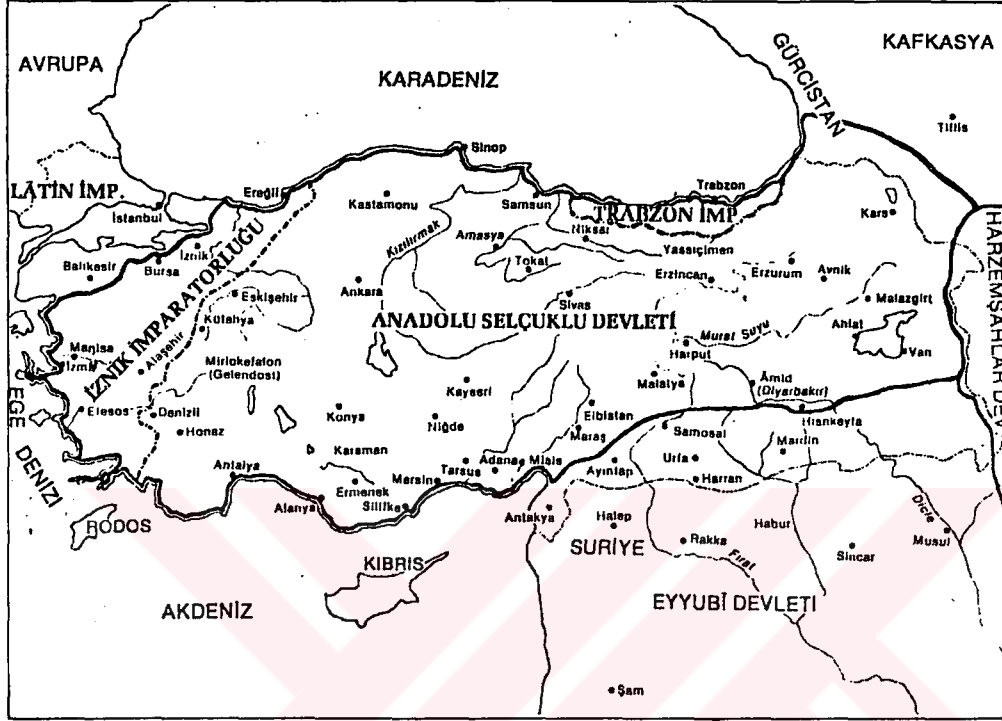 AVRUPA
KARADENİZ
GÜRCİSTAN
KAFKASYA
Tiflis
Sinop
Ereğli
LÂTİN İMP.
İstanbul
Kastamonu
Samsun
Trabzon
TRABZON İMP.
Kars
Kızılırmak
Amasya
Niksar
Yassıçimen
İznik
Balıkesir
Bursa
İZNİK İMPARATORLUĞU
Tokat
Erzincan
Erzurum
Avnik
Ankara
Eskişehir
Sivas
Malazgirt
ANADOLU SELÇUKLU DEVLETİ
Kütahya
Murat Suyu
Ahlat
Van
Manisa
İzmir
Alaşehir
Miriokefalon
(Gelendost)
Harput
Malatya
Kayseri
Âmid
(Diyarbakır)
HARZEMŞAHLAR DEV.
EGE
DENİZİ
Efesos
Denizli
Konya
Niğde
Elbistan
Hısnkeyfa
Honaz
Maraş
Samosat
Mardin
Karaman
Antalya
Mersin
Tarsus
Adana
Misis
Ayıntap
Urfa
Harran
Ermenek
Alanya
Silifke
Antakya
Halep
Habur
Dicle
RODOS
SURİYE
Rakka
Musul
Sincar
KIBRIS
Fırat
AKDENİZ
EYYUBÎ DEVLETİ
Şam